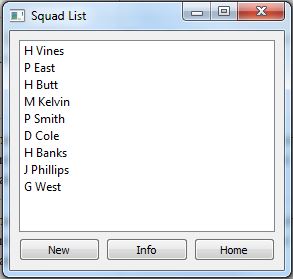 Squad List
H Vines
P East
H Butt
M Kelvin
P Smith
D Cole
H Banks
J Phillips
G West
New Info Home